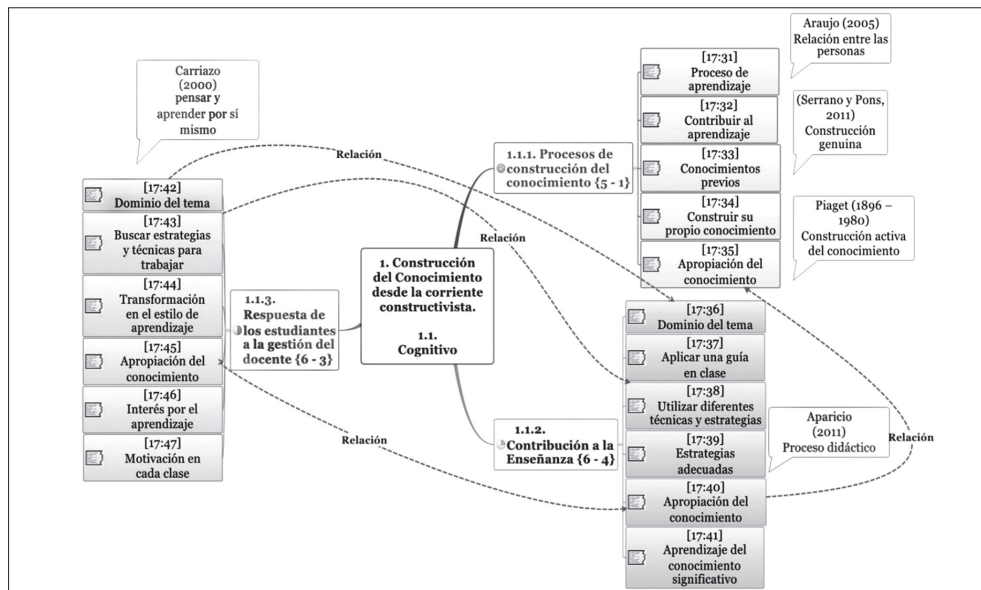 Carriazo
(2000)
pensar y
aprender por sí
mismo
[17:42]
Dominio del tema
[17:43]
Buscar estrategias
y técnicas para
trabajar
[17:44]
Transformación
en el estilo de
aprendizaje
[17:45]
Apropiación del
conocimiento
[17:46]
Interés por el
aprendizaje
[17:47]
Motivación en
cada clase
1.1.3.
Respuesta de
los estudiantes
a la gestión del
docente {6 - 3}
1. Construcción
del Conocimiento
desde la corriente
constructivista.
1.1.
Cognitivo
1.1.1. Procesos de
construcción del
conocimiento {5 - 1}
[17:31]
Proceso de
aprendizaje
[17:32]
Contribuir al
aprendizaje
[17:33]
Conocimientos
previos
[17:34]
Construir su
propio conocimiento
[17:35]
Apropiación del
conocimiento
Araujo (2005)
Relación entre las
personas
(Serrano y Pons,
2011)
Construcción
genuina
Piaget (1896 –
1980)
Construcción activa
del conocimiento
1.1.2.
Contribución a la
Enseñanza {6 - 4}
[17:36]
Dominio del tema
[17:37]
Aplicar una guía
en clase
[17:38]
Utilizar diferentes
técnicas y estrategias
[17:39]
Estrategias
adecuadas
[17:40]
Apropiación del
conocimiento
[17:41]
Aprendizaje del
conocimiento
significativo
Aparicio
(2011)
Proceso didáctico
Relación
Relación
Relación
Relación